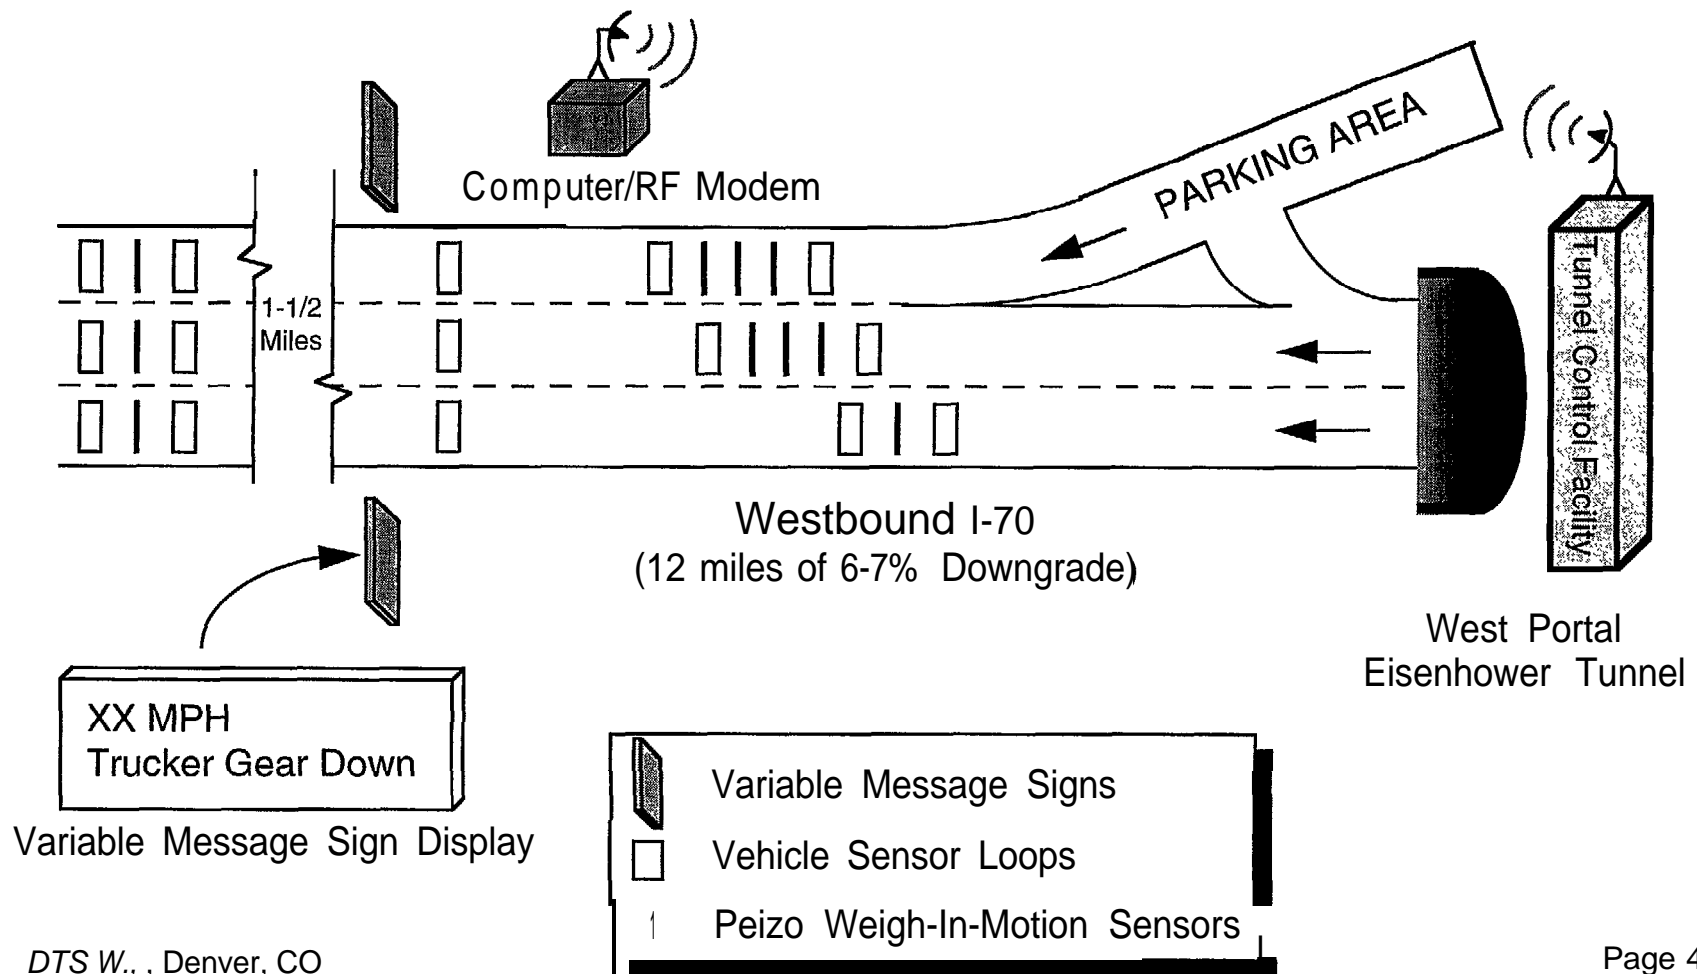 Computer/RF Modem
PARKING AREA
Tunnel Control Facility
1-1/2
Miles
Westbound I-70
(12 miles of 6-7% Downgrade)
West Portal
Eisenhower Tunnel
XX MPH
Trucker Gear Down
Variable Message Sign Display
Variable Message Signs
Vehicle Sensor Loops
Peizo Weigh-In-Motion Sensors
DTS W., , Denver, CO
Page 4